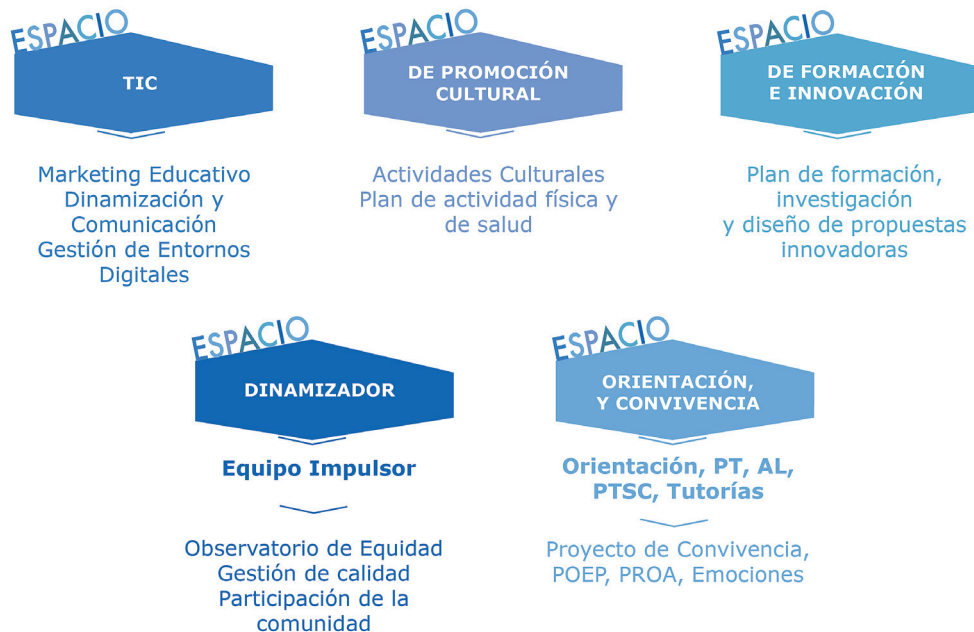 ESPACIO
TIC
Marketing Educativo
Dinamización y
Comunicación
Gestión de Entornos
Digitales
ESPACIO
DE PROMOCIÓN
CULTURAL
Actividades Culturales
Plan de actividad física y
de salud
ESPACIO
DE FORMACIÓN
E INNOVACIÓN
Plan de formación,
investigación
y diseño de propuestas
innovadoras
ESPACIO
DINAMIZADOR
Equipo Impulsor
Observatorio de Equidad
Gestión de calidad
Participación de la
comunidad
ESPACIO
ORIENTACIÓN,
Y CONVIVENCIA
Orientación, PT, AL,
PTSC, Tutorías
Proyecto de Convivencia,
POEP, PROA, Emociones